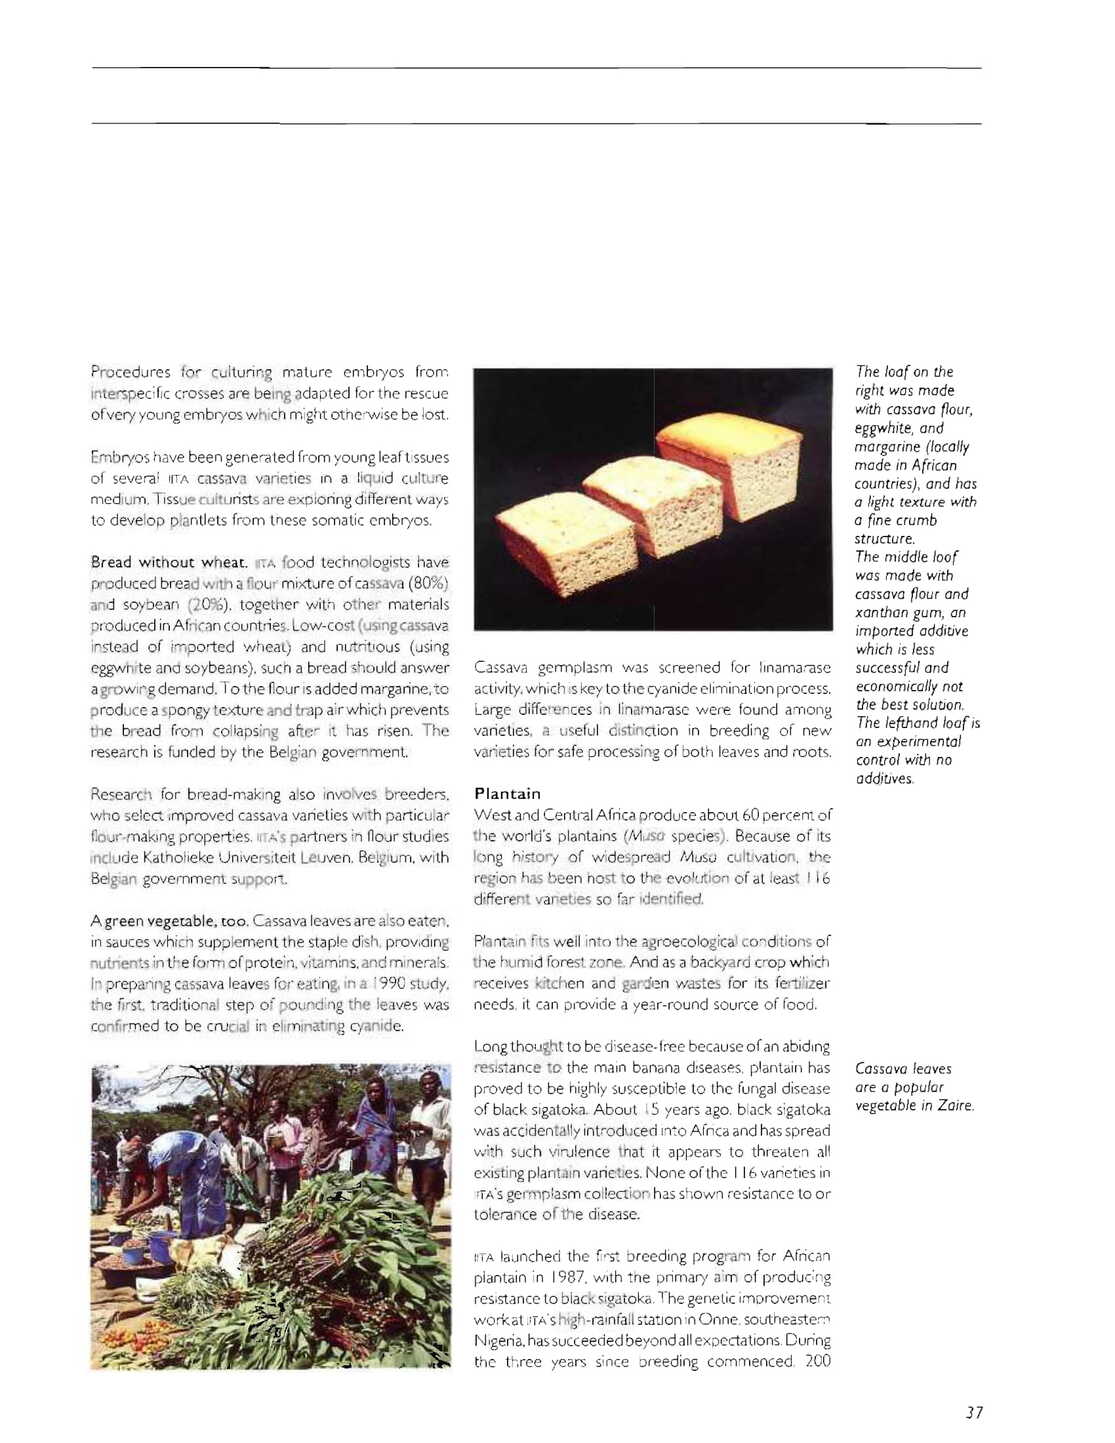 Procedures for culturing mature embryos from
interspecific crosses are being adapted for the rescue
of very young embryos which might otherwise be lost.
Embryos have been generated from young leaf tissues
of several IITA cassava varieties in a liquid culture
medium. Tissue culturists are exploring different ways
to develop plantlets from these somatic embryos.
Bread without wheat. IITA food technologists have
produced bread with a flour mixture of cassava (80%)
and soybean (20%), together with other materials
produced in African countries. Low-cost (using cassava
instead of imported wheat) and nutritious (using
eggwhite and soybeans), such a bread should answer
a growing demand. To the flour is added margarine, to
produce a spongy texture and trap air which prevents
the bread from collapsing after it has risen. The
research is funded by the Belgian government.
Research for bread-making also involves breeders,
who select improved cassava varieties with particular
flour-making properties. IITA's partners in flour studies
include Katholieke Universiteit Leuven, Belgium, with
Belgian government support.
A green vegetable, too. Cassava leaves are also eaten,
in sauces which supplement the staple dish, providing
nutrients in the form of protein, vitamins, and minerals.
In preparing cassava leaves for eating, in a 1990 study,
the first, traditional step of pounding the leaves was
confirmed to be crucial in eliminating cyanide.
Cassava germplasm was screened for linamarase
activity, which is key to the cyanide elimination process.
Large differences in linamarase were found among
varieties, a useful distinction in breeding of new
varieties for safe processing of both leaves and roots.
Plantain
West and Central Africa produce about 60 percent of
the world's plantains (Musa species). Because of its
long history of widespread Musa cultivation, the
region has been host to the evolution of at least 116
different varieties so far identified.
Plantain fits well into the agroecological conditions of
the humid forest zone. And as a backyard crop which
receives kitchen and garden wastes for its fertilizer
needs, it can provide a year-round source of food.
Long thought to be disease-free because of an abiding
resistance to the main banana diseases, plantain has
proved to be highly susceptible to the fungal disease
of black sigatoka. About 15 years ago, black sigatoka
was accidentally introduced into Africa and has spread
with such virulence that it appears to threaten all
existing plantain varieties. None of the 116 varieties in
IITA's germplasm collection has shown resistance to or
tolerance of the disease.
IITA launched the first breeding program for African
plantain in 1987, with the primary aim of producing
resistance to black sigatoka. The genetic improvement
work at IITA's high-rainfall station in Onne, southeastern
Nigeria, has succeeded beyond all expectations. During
the three years since breeding commenced, 200
The loaf on the
right was made
with cassava flour,
eggwhite, and
margarine (locally
made in African
countries), and has
a light texture with
a fine crumb
structure.
The middle loof
was made with
cassava flour and
xanthan gum, an
imported additive
which is less
successful and
economically not
the best solution.
The lefthand loaf is
an experimental
control with no
additives.
Cassava leaves
are a popular
vegetable in Zaire.
37